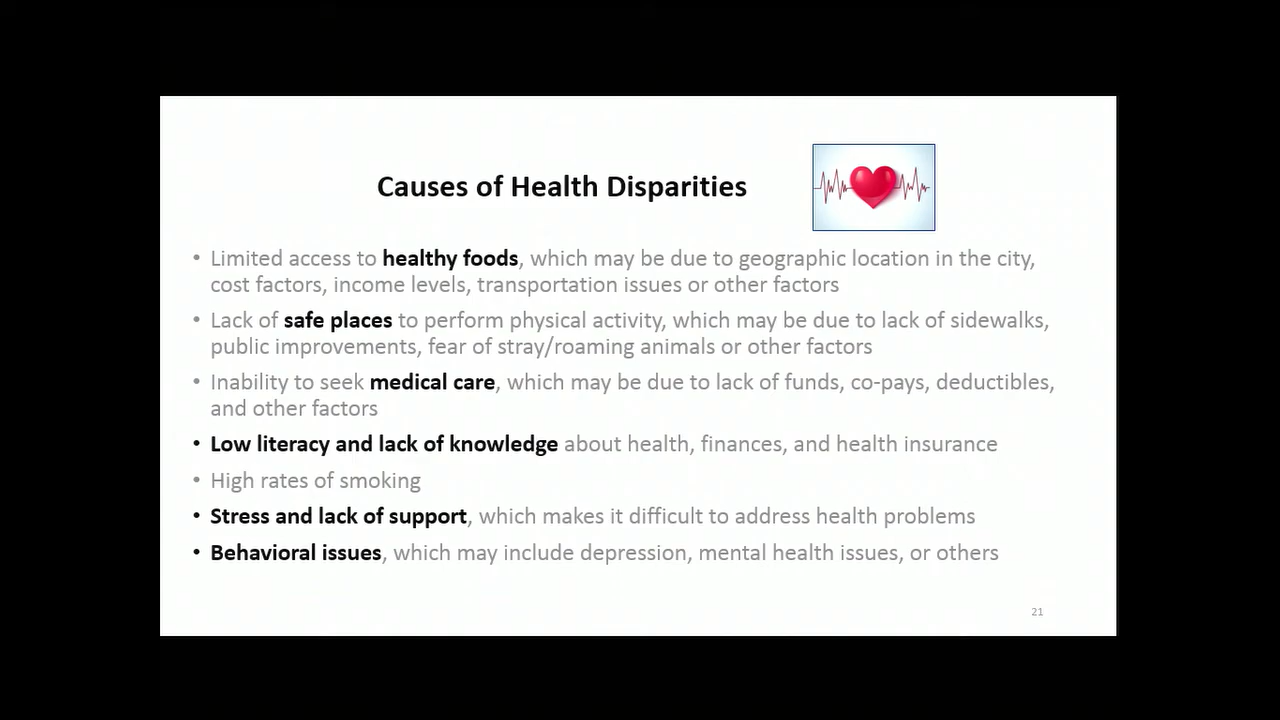 Causes of Health Disparities
• Limited access to healthy foods, which may be due to geographic location in the city,
cost factors, income levels, transportation issues or other factors
• Lack of safe places to perform physical activity, which may be due to lack of sidewalks,
public improvements, fear of stray/roaming animals or other factors
• Inability to seek medical care, which may be due to lack of funds, co-pays, deductibles,
and other factors
• Low literacy and lack of knowledge about health, finances, and health insurance
• High rates of smoking
• Stress and lack of support, which makes it difficult to address health problems
• Behavioral issues, which may include depression, mental health issues, or others
21